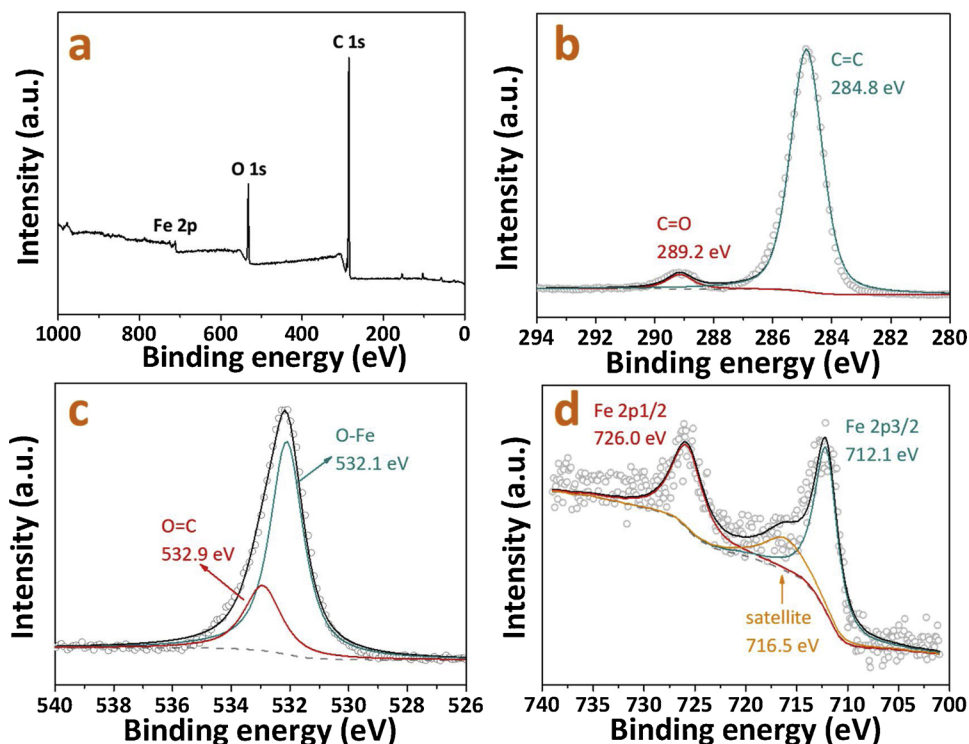 a
C 1s
O 1s
Fe 2p
Intensity (a.u.)
1000 800 600 400 200 0
Binding energy (eV)
b
C=C
284.8 eV
C=O
289.2 eV
Intensity (a.u.)
294 292 290 288 286 284 282 280
Binding energy (eV)
c
O-Fe
532.1 eV
O=C
532.9 eV
Intensity (a.u.)
540 538 536 534 532 530 528 526
Binding energy (eV)
d
Fe 2p1/2
726.0 eV
Fe 2p3/2
712.1 eV
satellite
716.5 eV
Intensity (a.u.)
740 735 730 725 720 715 710 705 700
Binding energy (eV)